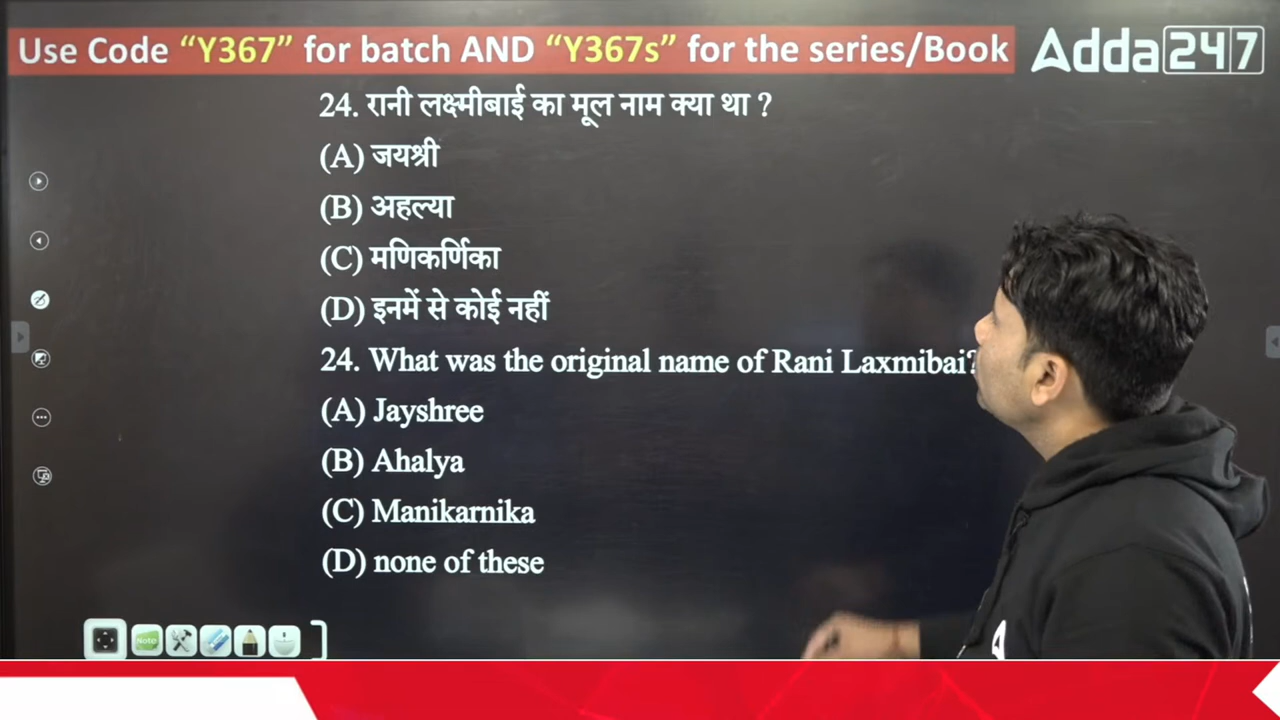 Use Code “Y367” for batch AND “Y367s” for the series/Book
Adda247
24. रानी लक्ष्मीबाई का मूल नाम क्या था ?
(A) जयश्री
(B) अहल्या
(C) मणिकर्णिका
(D) इनमें से कोई नहीं
24. What was the original name of Rani Laxmibai?
(A) Jayshree
(B) Ahalya
(C) Manikarnika
(D) none of these
Note